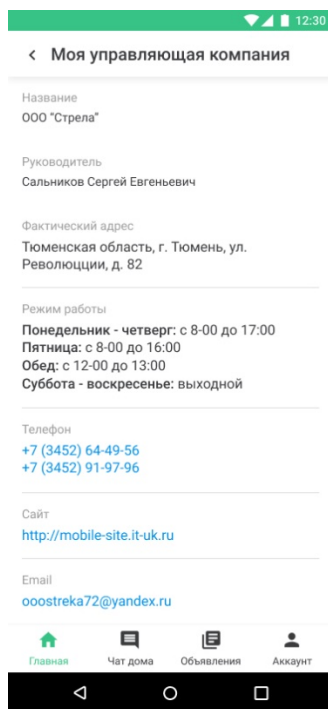 12:30
Моя управляющая компания
Название
ООО "Стрела"
Руководитель
Сальников Сергей Евгеньевич
Фактический адрес
Тюменская область, г. Тюмень, ул.
Революцции, д. 82
Режим работы
Понедельник - четверг: с 8-00 до 17:00
Пятница: с 8-00 до 16:00
Обед: с 12-00 до 13:00
Суббота - воскресенье: выходной
Телефон
+7 (3452) 64-49-56
+7 (3452) 91-97-96
Сайт
http://mobile-site.it-uk.ru
Email
ooostreka72@yandex.ru
Главная Чат дома Объявления Аккаунт